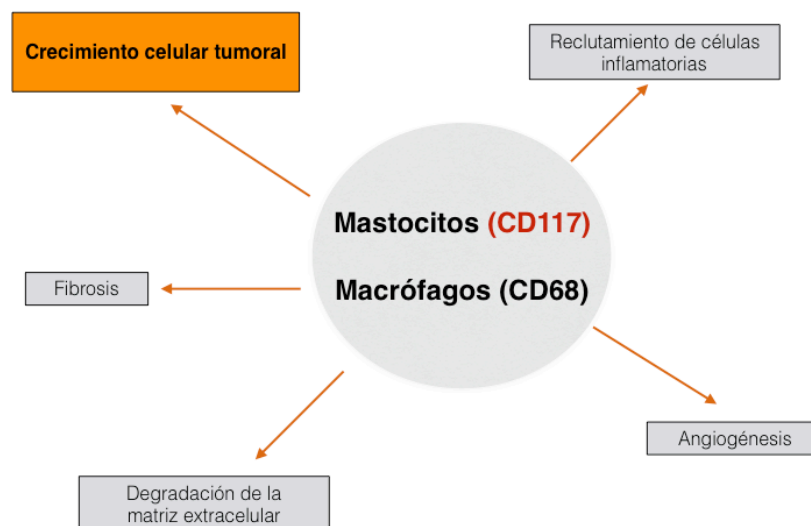 Crecimiento celular tumoral
Reclutamiento de células
inflamatorias
Mastocitos (CD117)
Macrófagos (CD68)
Fibrosis
Angiogénesis
Degradación de la
matriz extracelular